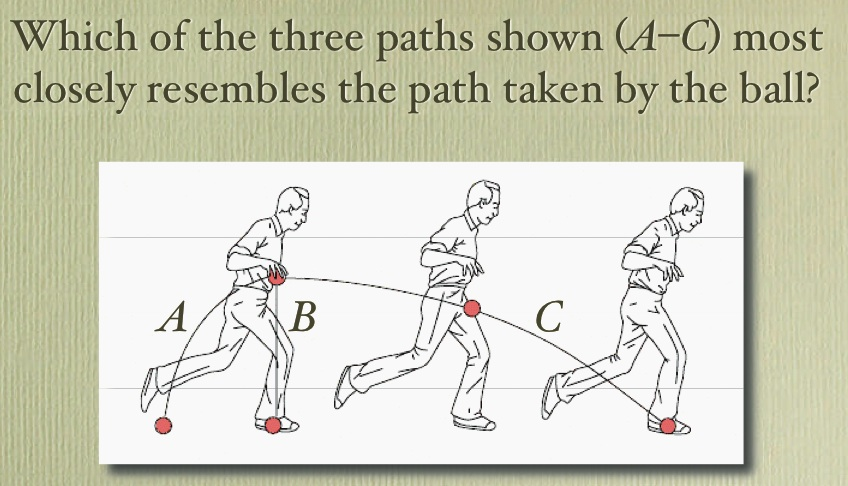 Which of the three paths shown (A–C) most
closely resembles the path taken by the ball?
A
B
C